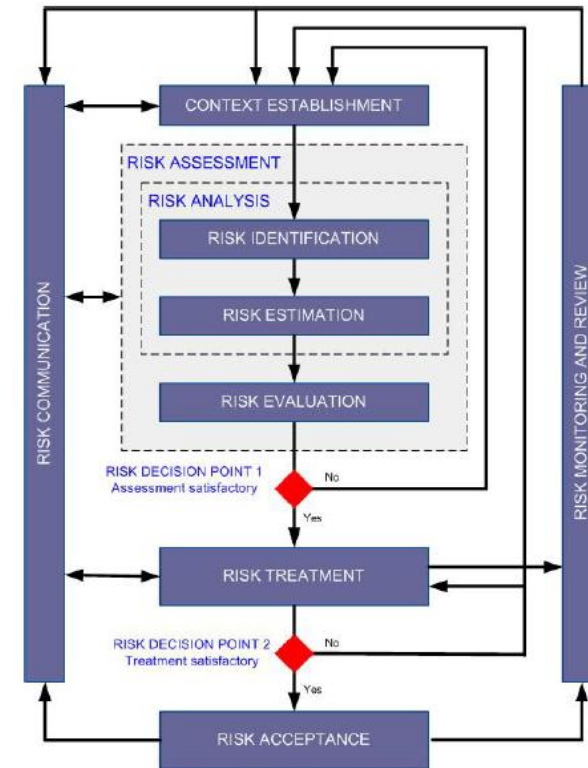 CONTEXT ESTABLISHMENT
RISK ASSESSMENT
RISK ANALYSIS
RISK IDENTIFICATION
RISK ESTIMATION
RISK EVALUATION
RISK COMMUNICATION
RISK MONITORING AND REVIEW
RISK DECISION POINT 1
Assessment satisfactory
No
Yes
RISK TREATMENT
RISK DECISION POINT 2
Treatment satisfactory
No
Yes
RISK ACCEPTANCE